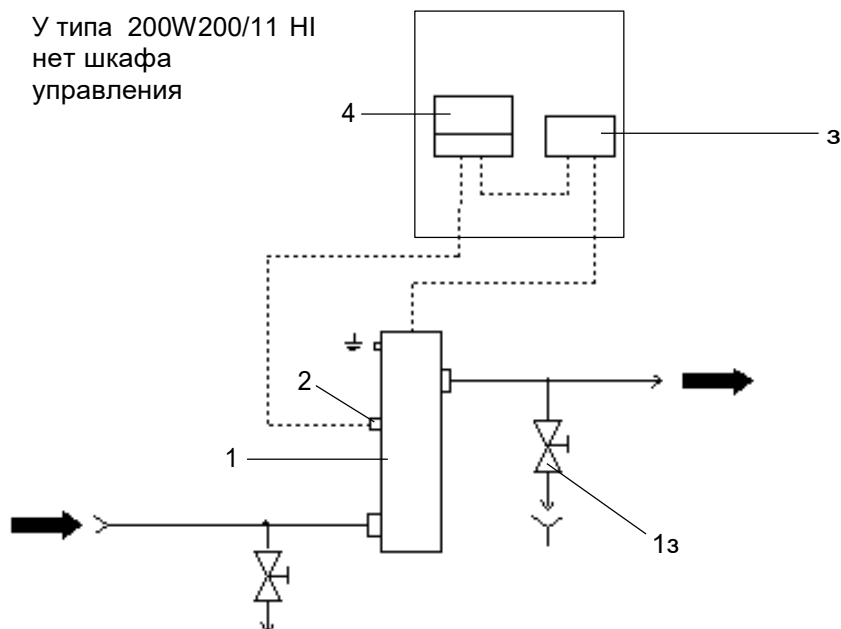 У типа 200W200/11 HI
нет шкафа
управления
4
з
2
1
1з